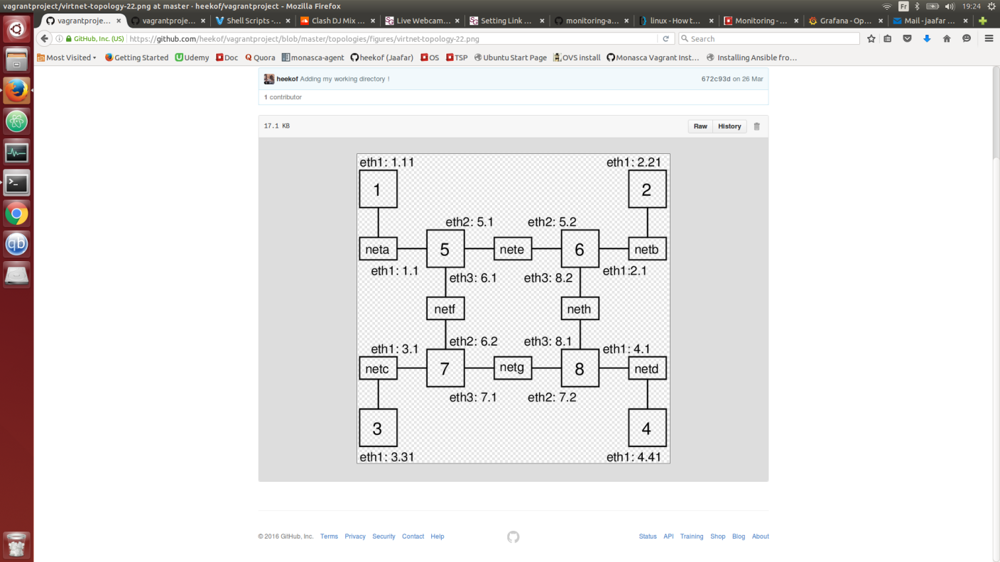 vagrantproject/virtnet-topology-22.png at master · heekof/vagrantproject - Mozilla Firefox
Fr
19:24
vagrantproje… × vagrantproje… × Shell Scripts -… × Clash DJ Mix … × Live Webcam… × Setting Link … × monitoring-a… × linux - How t… × Monitoring - … × Grafana - Op… × Mail - jaafar … ×
GitHub, Inc. (US) https://github.com/heekof/vagrantproject/blob/master/topologies/figures/virtnet-topology-22.png
Search
Most Visited Getting Started Udemy Doc Quora monasca-agent heekof (Jaafar) OS TSP Ubuntu Start Page OVS install Monasca Vagrant Inst… Installing Ansible fro…
heekof Adding my working directory ! 672c93d on 26 Mar
1 contributor
17.1 KB Raw History
eth1: 1.11 eth1: 2.21
1 2
eth2: 5.1 eth2: 5.2
neta 5 nete 6 netb
eth1: 1.1 eth3: 6.1 eth3: 8.2 eth1:2.1
netf neth
eth1: 3.1 eth2: 6.2 eth3: 8.1 eth1: 4.1
netc 7 netg 8 netd
eth3: 7.1 eth2: 7.2
3 4
eth1: 3.31 eth1: 4.41
© 2016 GitHub, Inc. Terms Privacy Security Contact Help Status API Training Shop Blog About
qb